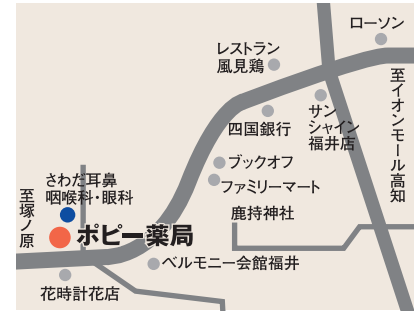 ローソン
レストラン
風見鶏
至イオンモール高知
サン
シャイン
福井店
四国銀行
ブックオフ
ファミリーマート
さわだ耳鼻
咽喉科・眼科
至塚ノ原
鹿持神社
ポピー薬局
ベルモニー会館福井
花時計花店